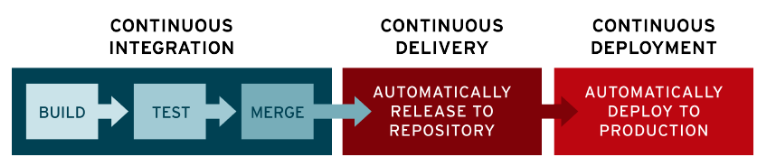 CONTINUOUS
INTEGRATION
CONTINUOUS
DELIVERY
CONTINUOUS
DEPLOYMENT
BUILD
TEST
MERGE
AUTOMATICALLY
RELEASE TO
REPOSITORY
AUTOMATICALLY
DEPLOY TO
PRODUCTION